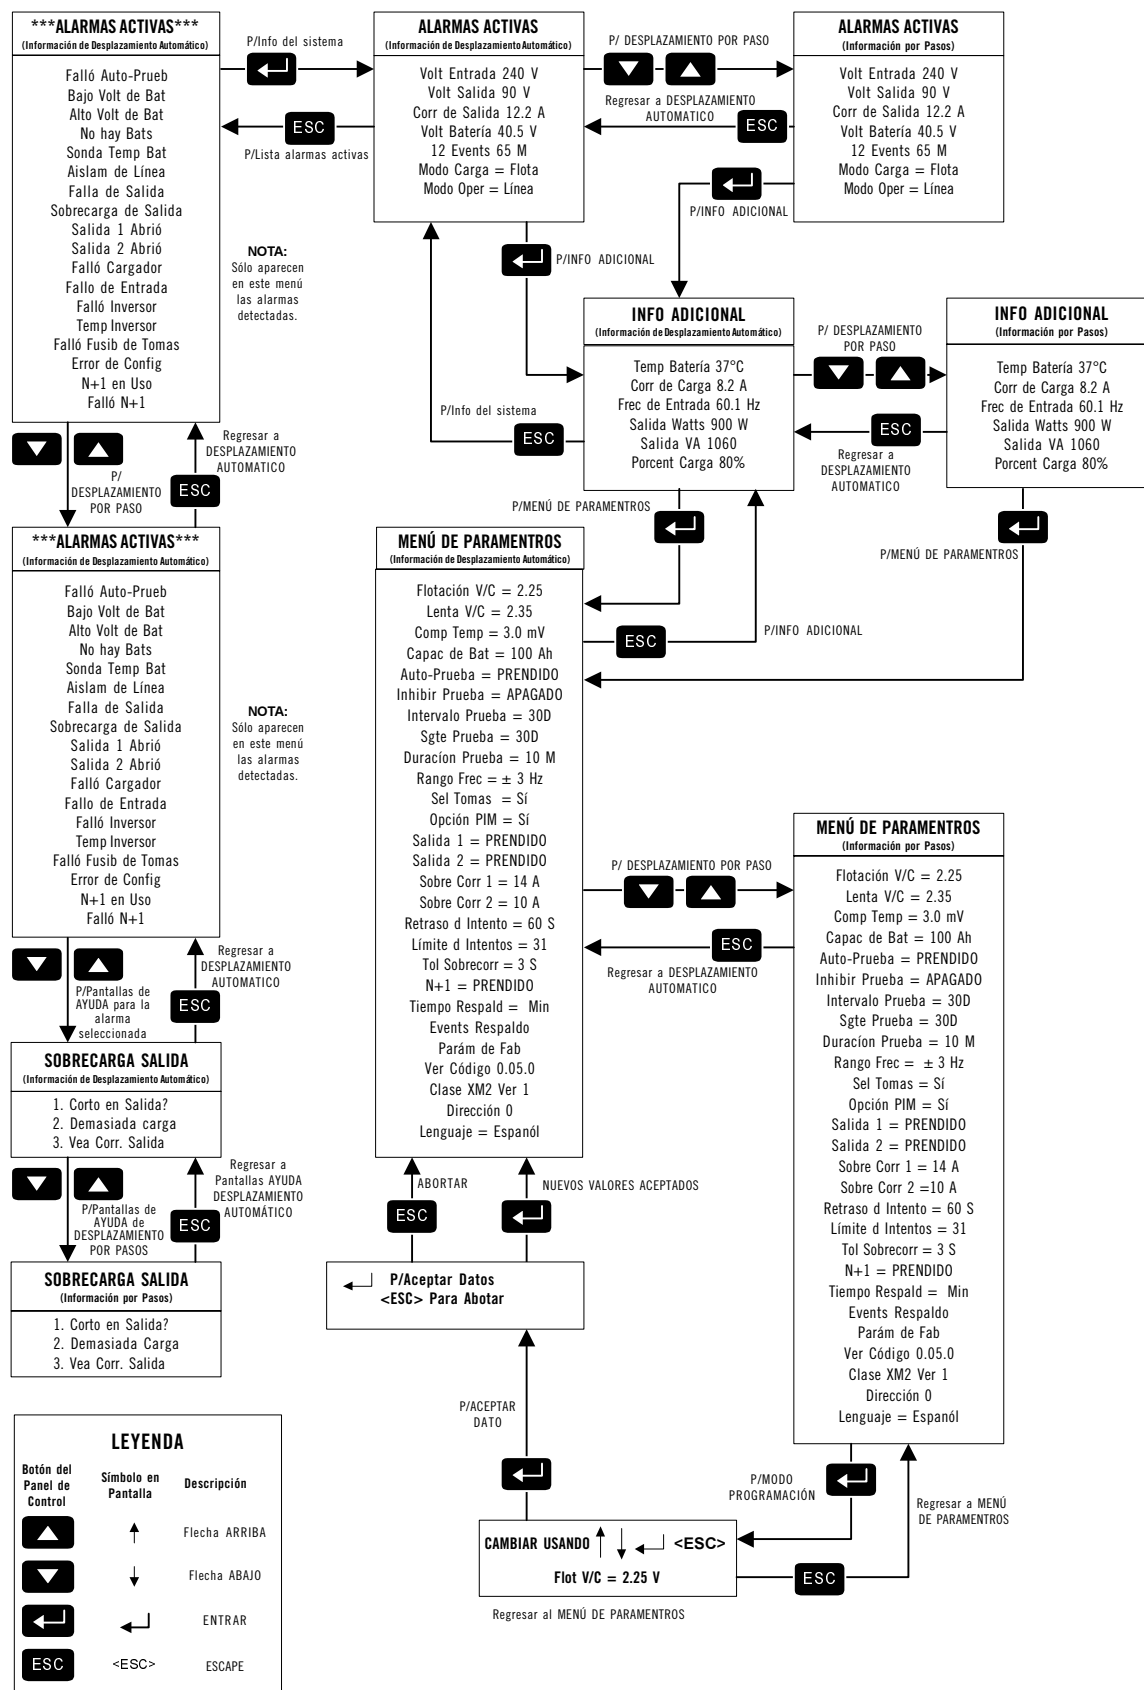 ***ALARMAS ACTIVAS***
(Información de Desplazamiento Automático)
Falló Auto-Prueb
Bajo Volt de Bat
Alto Volt de Bat
No hay Bats
Sonda Temp Bat
Aislam de Línea
Falla de Salida
Sobrecarga de Salida
Salida 1 Abrió
Salida 2 Abrió
Falló Cargador
Fallo de Entrada
Falló Inversor
Temp Inversor
Falló Fusib de Tomas
Error de Config
N+1 en Uso
Falló N+1
P/Info del sistema
ESC
P/Lista alarmas activas
NOTA:
Sólo aparecen
en este menú
las alarmas
detectadas.
ALARMAS ACTIVAS
(Información de Desplazamiento Automático)
Volt Entrada 240 V
Volt Salida 90 V
Corr de Salida 12.2 A
Volt Batería 40.5 V
12 Events 65 M
Modo Carga = Flota
Modo Oper = Línea
P/ DESPLAZAMIENTO POR PASO
Regresar a DESPLAZAMIENTO
AUTOMATICO
ESC
ALARMAS ACTIVAS
(Información por Pasos)
Volt Entrada 240 V
Volt Salida 90 V
Corr de Salida 12.2 A
Volt Batería 40.5 V
12 Events 65 M
Modo Carga = Flota
Modo Oper = Línea
P/INFO ADICIONAL
P/INFO ADICIONAL
INFO ADICIONAL
(Información de Desplazamiento Automático)
Temp Batería 37°C
Corr de Carga 8.2 A
Frec de Entrada 60.1 Hz
Salida Watts 900 W
Salida VA 1060
Porcent Carga 80%
P/Info del sistema
ESC
P/ DESPLAZAMIENTO
POR PASO
ESC
Regresar a
DESPLAZAMIENTO
AUTOMATICO
INFO ADICIONAL
(Información por Pasos)
Temp Batería 37°C
Corr de Carga 8.2 A
Frec de Entrada 60.1 Hz
Salida Watts 900 W
Salida VA 1060
Porcent Carga 80%
P/
DESPLAZAMIENTO
POR PASO
Regresar a
DESPLAZAMIENTO
AUTOMATICO
ESC
***ALARMAS ACTIVAS***
(Información de Desplazamiento Automático)
Falló Auto-Prueb
Bajo Volt de Bat
Alto Volt de Bat
No hay Bats
Sonda Temp Bat
Aislam de Línea
Falla de Salida
Sobrecarga de Salida
Salida 1 Abrió
Salida 2 Abrió
Falló Cargador
Fallo de Entrada
Falló Inversor
Temp Inversor
Falló Fusib de Tomas
Error de Config
N+1 en Uso
Falló N+1
NOTA:
Sólo aparecen
en este menú
las alarmas
detectadas.
P/MENÚ DE PARAMENTROS
P/MENÚ DE PARAMENTROS
MENÚ DE PARAMENTROS
(Información de Desplazamiento Automático)
Flotación V/C = 2.25
Lenta V/C = 2.35
Comp Temp = 3.0 mV
Capac de Bat = 100 Ah
Auto-Prueba = PRENDIDO
Inhibir Prueba = APAGADO
Intervalo Prueba = 30D
Sgte Prueba = 30D
Duracíon Prueba = 10 M
Rango Frec = ± 3 Hz
Sel Tomas = Sí
Opción PIM = Sí
Salida 1 = PRENDIDO
Salida 2 = PRENDIDO
Sobre Corr 1 = 14 A
Sobre Corr 2 = 10 A
Retraso d Intento = 60 S
Límite d Intentos = 31
Tol Sobrecorr = 3 S
N+1 = PRENDIDO
Tiempo Respald = Min
Events Respaldo
Parám de Fab
Ver Código 0.05.0
Clase XM2 Ver 1
Dirección 0
Lenguaje = Espanól
ESC
P/INFO ADICIONAL
P/ DESPLAZAMIENTO POR PASO
ESC
Regresar a DESPLAZAMIENTO
AUTOMATICO
MENÚ DE PARAMENTROS
(Información por Pasos)
Flotación V/C = 2.25
Lenta V/C = 2.35
Comp Temp = 3.0 mV
Capac de Bat = 100 Ah
Auto-Prueba = PRENDIDO
Inhibir Prueba = APAGADO
Intervalo Prueba = 30D
Sgte Prueba = 30D
Duracíon Prueba = 10 M
Rango Frec = ± 3 Hz
Sel Tomas = Sí
Opción PIM = Sí
Salida 1 = PRENDIDO
Salida 2 = PRENDIDO
Sobre Corr 1 = 14 A
Sobre Corr 2 =10 A
Retraso d Intento = 60 S
Límite d Intentos = 31
Tol Sobrecorr = 3 S
N+1 = PRENDIDO
Tiempo Respald = Min
Events Respaldo
Parám de Fab
Ver Código 0.05.0
Clase XM2 Ver 1
Dirección 0
Lenguaje = Espanól
P/Pantallas de
AYUDA para la
alarma
seleccionada
Regresar a
DESPLAZAMIENTO
AUTOMATICO
ESC
SOBRECARGA SALIDA
(Información de Desplazamiento Automático)
1. Corto en Salida?
2. Demasiada carga
3. Vea Corr. Salida
P/Pantallas de
AYUDA de
DESPLAZAMIENTO
POR PASOS
Regresar a
Pantallas AYUDA
DESPLAZAMIENTO
AUTOMÁTICO
ESC
SOBRECARGA SALIDA
(Información por Pasos)
1. Corto en Salida?
2. Demasiada Carga
3. Vea Corr. Salida
ABORTAR
ESC
NUEVOS VALORES ACEPTADOS
P/Aceptar Datos
<ESC> Para Abotar
P/ACEPTAR
DATO
P/MODO
PROGRAMACIÓN
Regresar a MENÚ
DE PARAMENTROS
CAMBIAR USANDO ↑ ↓ ↵ <ESC>
Flot V/C = 2.25 V
ESC
Regresar al MENÚ DE PARAMENTROS
LEYENDA
Botón del
Panel de
Control
Símbolo en
Pantalla
Descripción
↑ Flecha ARRIBA
↓ Flecha ABAJO
↵ ENTRAR
ESC <ESC> ESCAPE